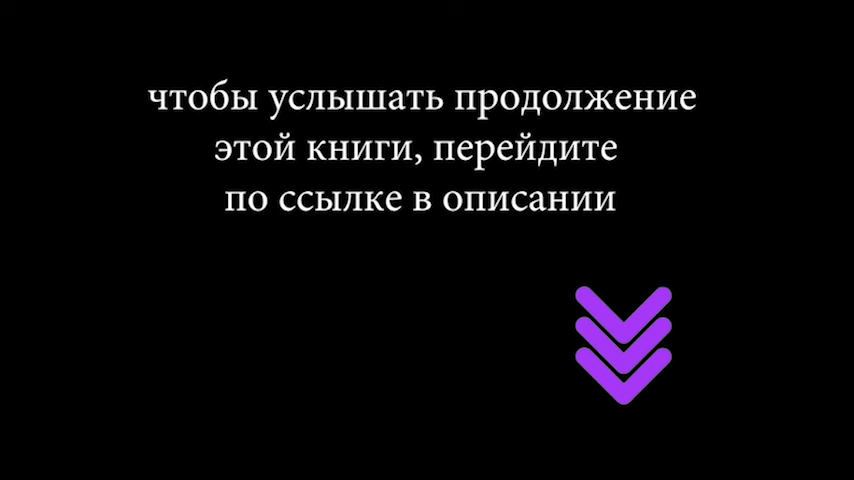 чтобы услышать продолжение
этой книги, перейдите
по ссылке в описании